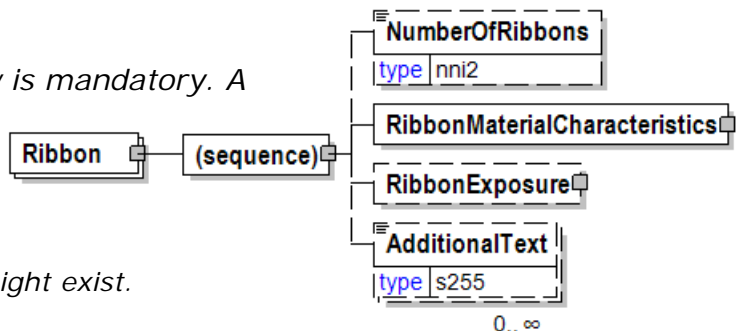 NumberOfRibbons
type nni2
is mandatory. A
RibbonMaterialCharacteristics
Ribbon
(sequence)
RibbonExposure
AdditionalText
type s255
ight exist.
0..∞